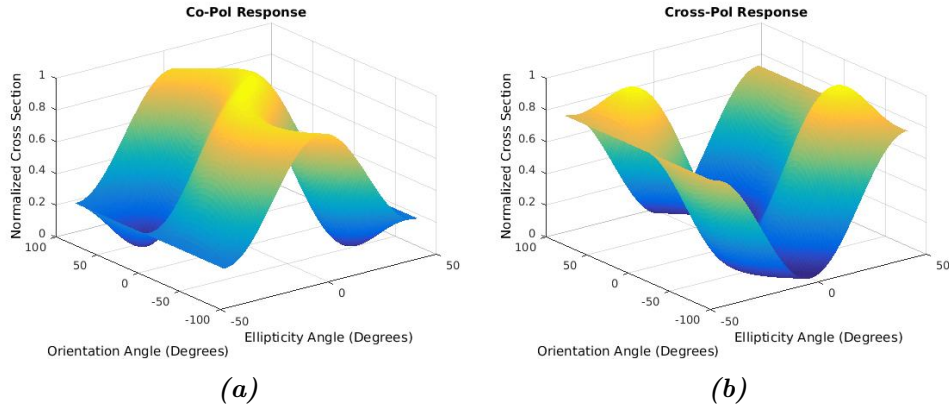 Co-Pol Response
Normalized Cross Section
1
0.8
0.6
0.4
0.2
0
100
50
0
-50
-100
-50
0
50
Orientation Angle (Degrees)
Ellipticity Angle (Degrees)
(a)
Cross-Pol Response
Normalized Cross Section
1
0.8
0.6
0.4
0.2
0
100
50
0
-50
-100
-50
0
50
Orientation Angle (Degrees)
Ellipticity Angle (Degrees)
(b)